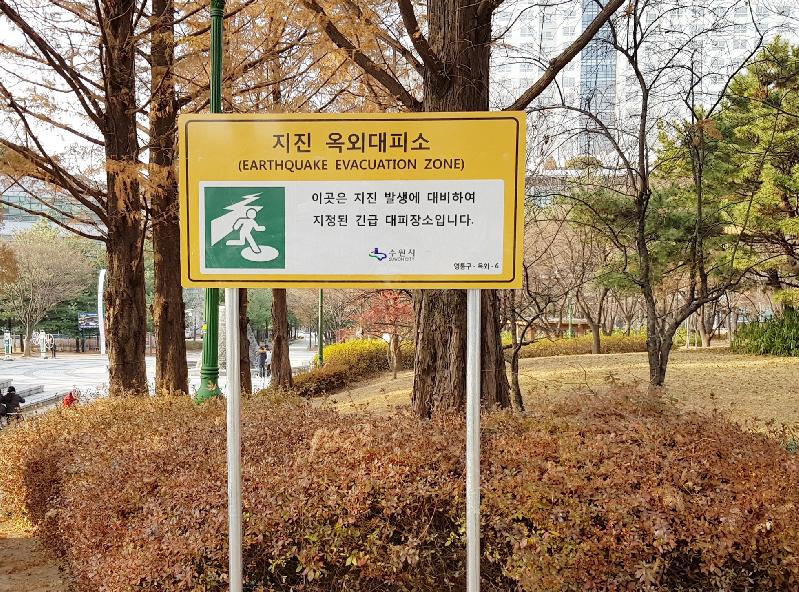 지진 옥외대피소
(EARTHQUAKE EVACUATION ZONE)
이곳은 지진 발생에 대비하여
지정된 긴급 대피장소입니다.
수원시
SUWON CITY
영통구 - 옥외 - 6